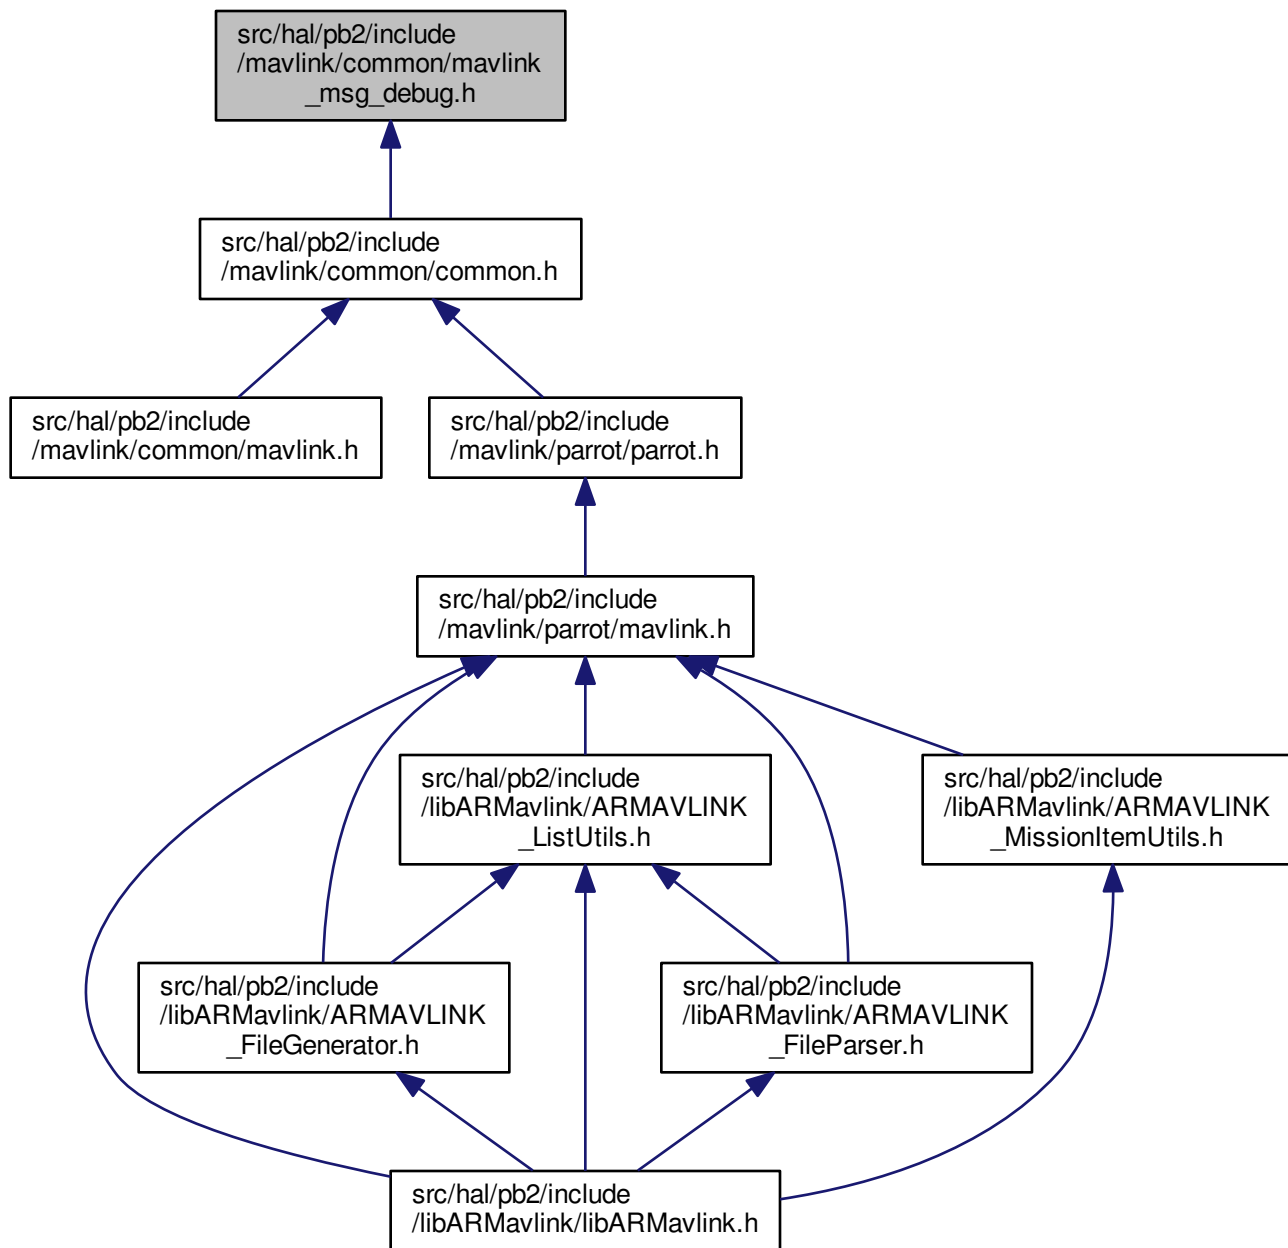 src/hal/pb2/include
/mavlink/common/mavlink
_msg_debug.h
src/hal/pb2/include
/mavlink/common/common.h
src/hal/pb2/include
/mavlink/common/mavlink.h
src/hal/pb2/include
/mavlink/parrot/parrot.h
src/hal/pb2/include
/mavlink/parrot/mavlink.h
src/hal/pb2/include
/libARMavlink/ARMAVLINK
_ListUtils.h
src/hal/pb2/include
/libARMavlink/ARMAVLINK
_MissionItemUtils.h
src/hal/pb2/include
/libARMavlink/ARMAVLINK
_FileGenerator.h
src/hal/pb2/include
/libARMavlink/ARMAVLINK
_FileParser.h
src/hal/pb2/include
/libARMavlink/libARMavlink.h